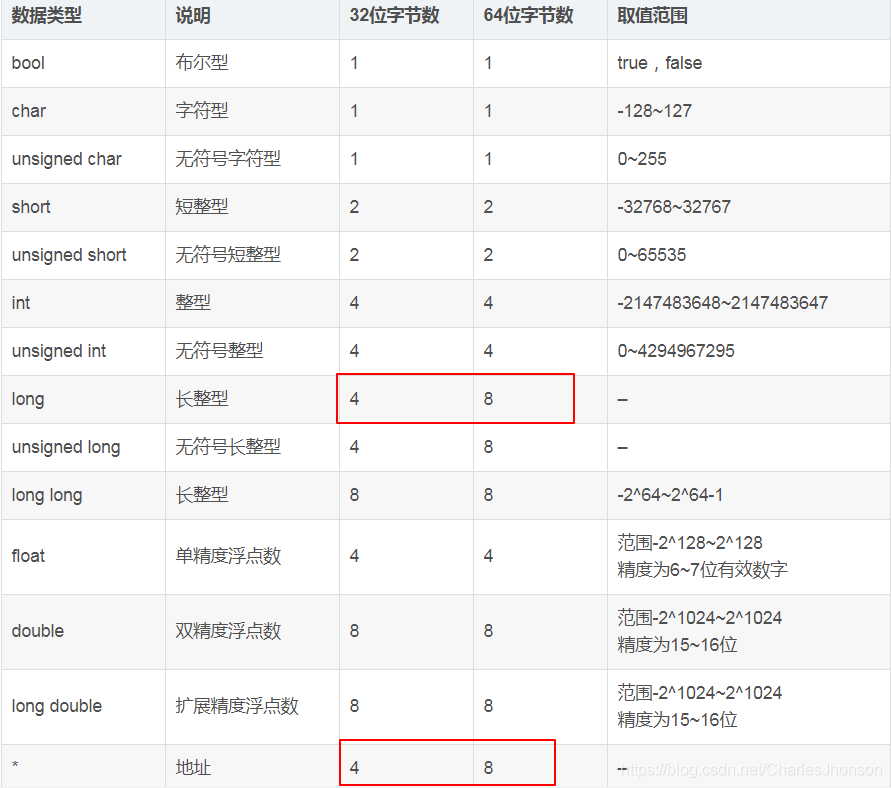 数据类型 说明 32位字节数 64位字节数 取值范围
bool 布尔型 1 1 true , false
char 字符型 1 1 -128~127
unsigned char 无符号字符型 1 1 0~255
short 短整型 2 2 -32768~32767
unsigned short 无符号短整型 2 2 0~65535
int 整型 4 4 -2147483648~2147483647
unsigned int 无符号整型 4 4 0~4294967295
long 长整型 4 8 –
unsigned long 无符号长整型 4 8 –
long long 长整型 8 8 -2^64~2^64-1
float 单精度浮点数 4 4 范围-2^128~2^128
精度为6~7位有效数字
double 双精度浮点数 8 8 范围-2^1024~2^1024
精度为15~16位
long double 扩展精度浮点数 8 8 范围-2^1024~2^1024
精度为15~16位
* 地址 4 8 --
https://blog.csdn.net/CharlesJhonson